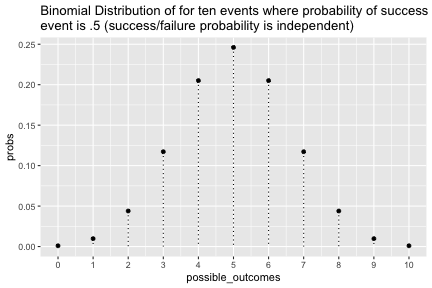 Binomial Distribution of for ten events where probability of success
event is .5 (success/failure probability is independent)
0.25
0.20
0.15
0.10
0.05
0.00
probs
0 1 2 3 4 5 6 7 8 9 10
possible_outcomes